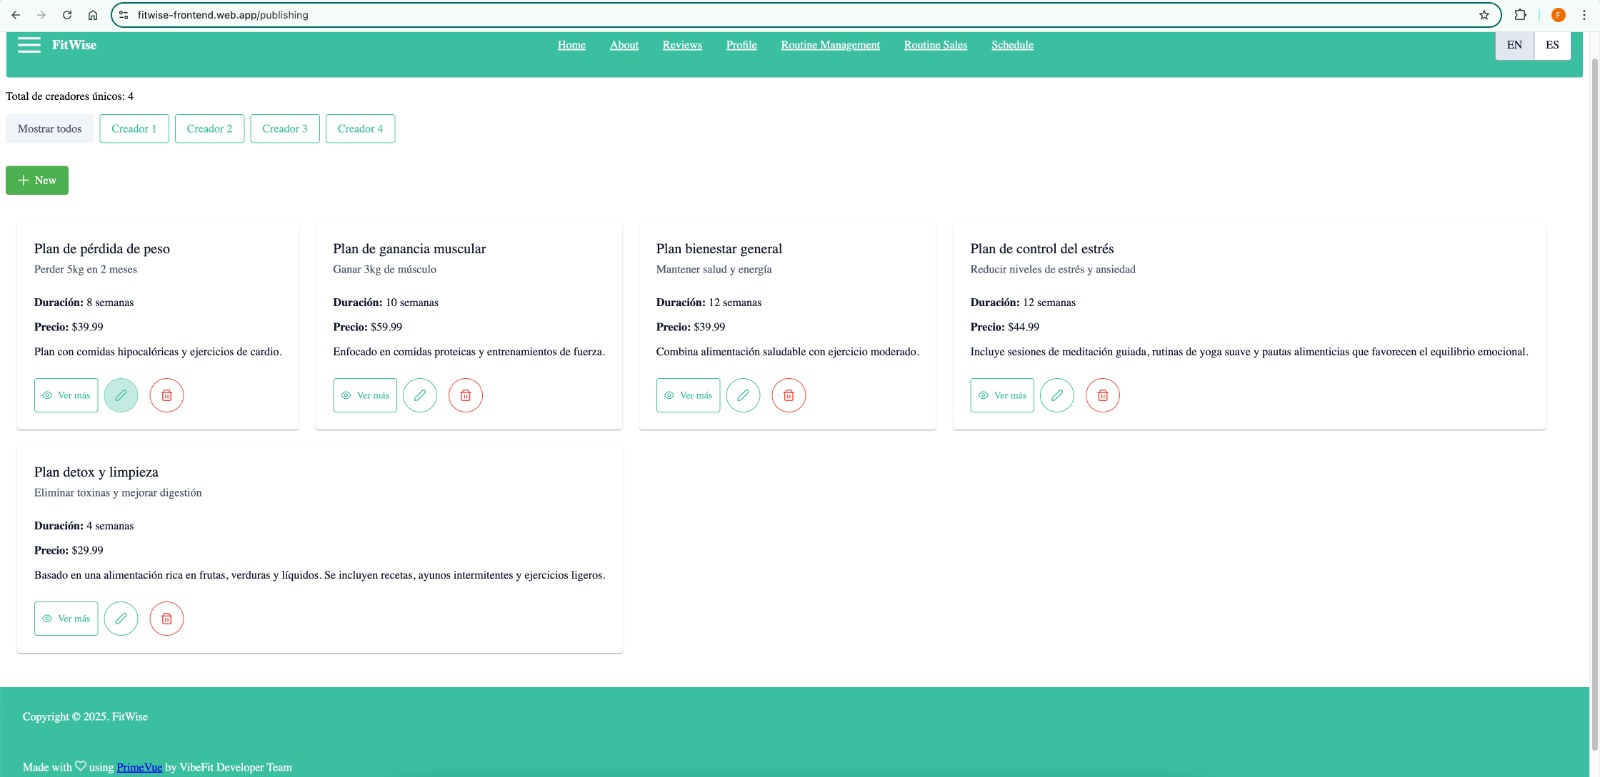 fitwise-frontend.web.app/publishing
F
FitWise
Home About Reviews Profile Routine Management Routine Sales Schedule
EN ES
Total de creadores únicos: 4
Mostrar todos Creador 1 Creador 2 Creador 3 Creador 4
+ New
Plan de pérdida de peso
Perder 5kg en 2 meses
Duración: 8 semanas
Precio: $39.99
Plan con comidas hipocalóricas y ejercicios de cardio.
Ver más
Plan de ganancia muscular
Ganar 3kg de músculo
Duración: 10 semanas
Precio: $59.99
Enfocado en comidas proteicas y entrenamientos de fuerza.
Ver más
Plan bienestar general
Mantener salud y energía
Duración: 12 semanas
Precio: $39.99
Combina alimentación saludable con ejercicio moderado.
Ver más
Plan de control del estrés
Reducir niveles de estrés y ansiedad
Duración: 12 semanas
Precio: $44.99
Incluye sesiones de meditación guiada, rutinas de yoga suave y pautas alimenticias que favorecen el equilibrio emocional.
Ver más
Plan detox y limpieza
Eliminar toxinas y mejorar digestión
Duración: 4 semanas
Precio: $29.99
Basado en una alimentación rica en frutas, verduras y líquidos. Se incluyen recetas, ayunos intermitentes y ejercicios ligeros.
Ver más
Copyright © 2025. FitWise
Made with ♡ using PrimeVue by VibeFit Developer Team